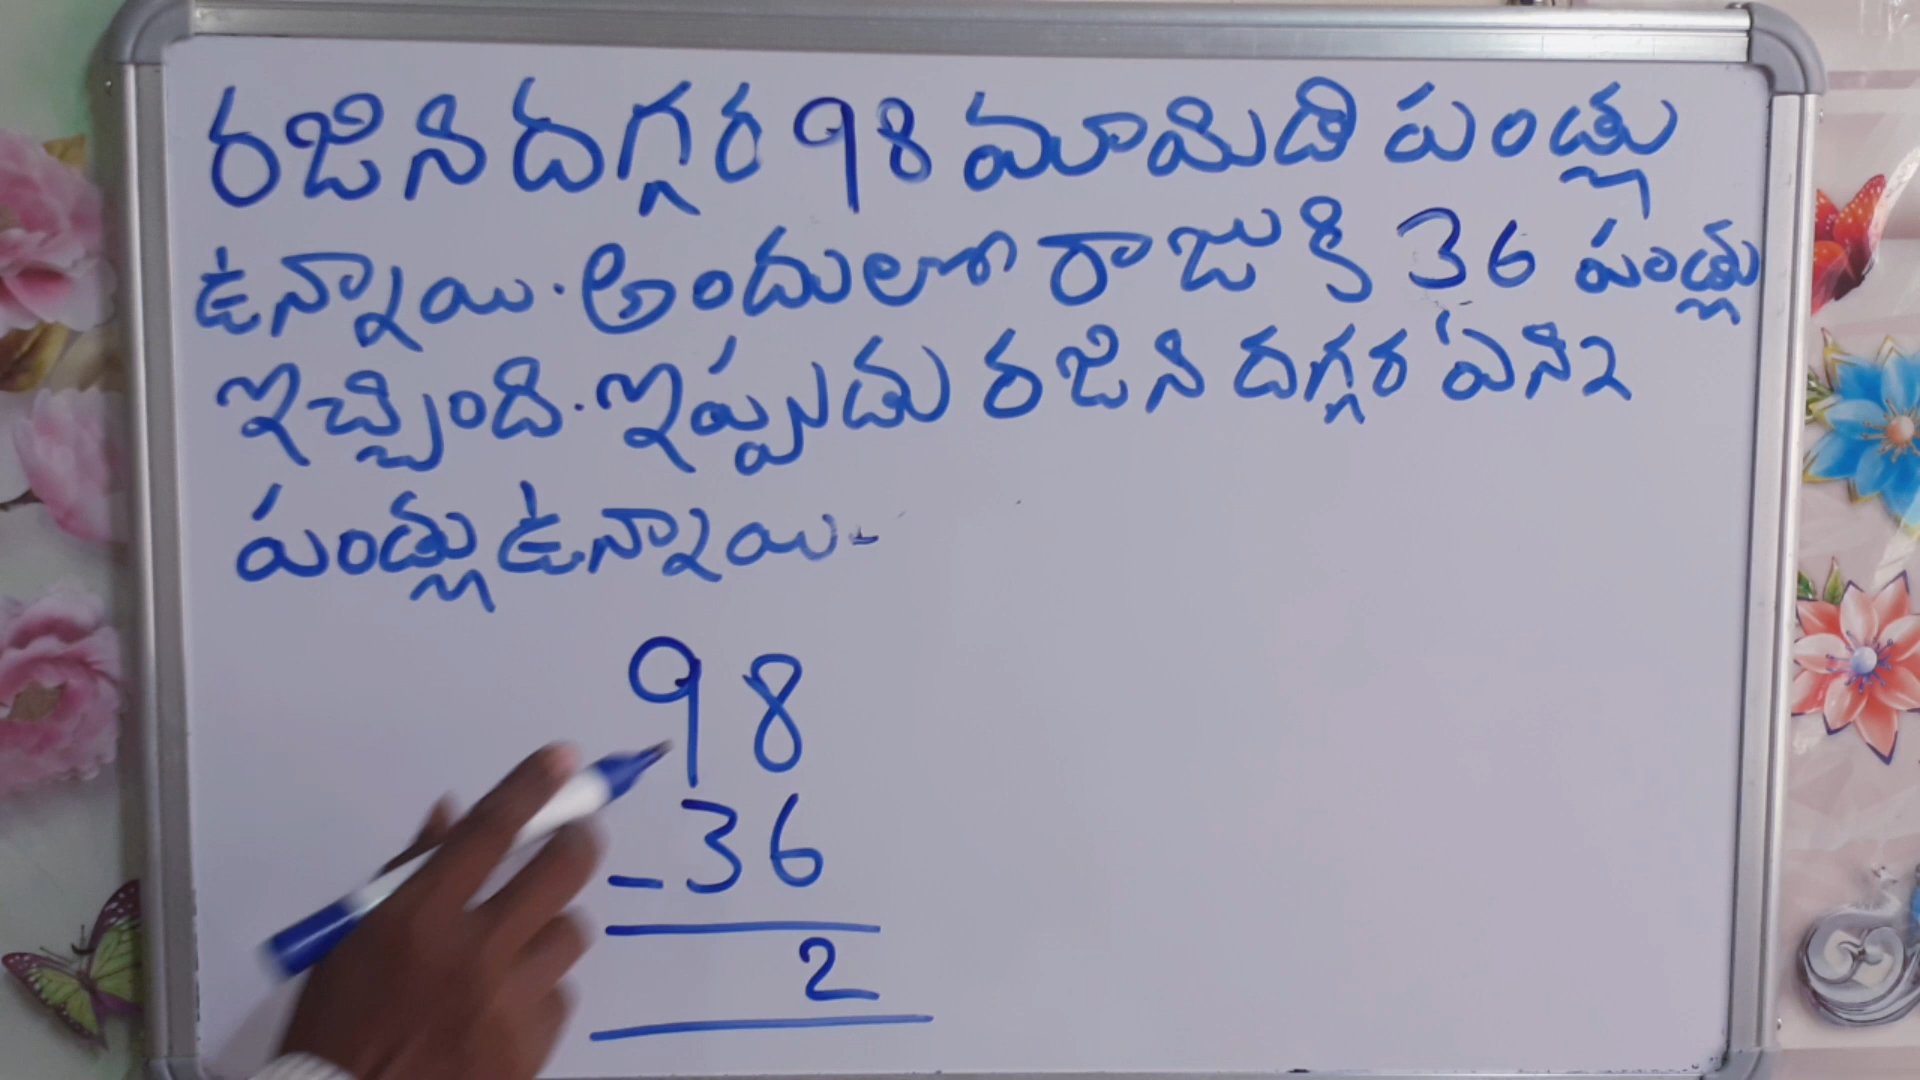 రజిని దగ్గర 98 మామిడి పండ్లు
ఉన్నాయి. అందులో రాజు కి 36 పండ్లు
ఇచ్చింది. ఇప్పుడు రజిని దగ్గర ఎన్ని
పండ్లు ఉన్నాయి-
98
- 36
2